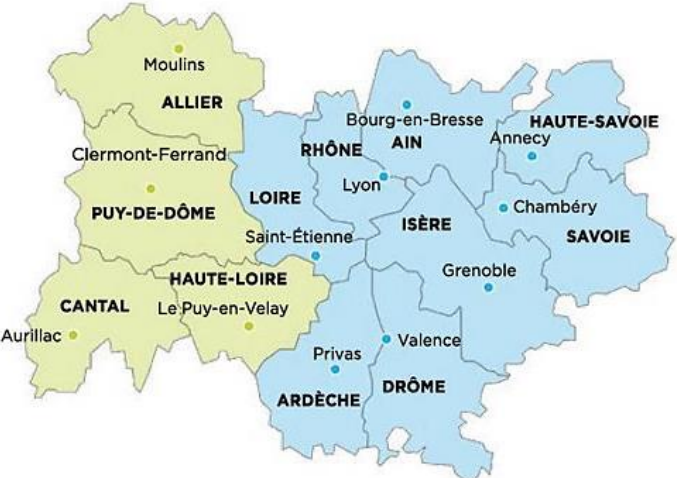 Moulins
ALLIER
Bourg-en-Bresse
AIN
HAUTE-SAVOIE
Annecy
RHÔNE
Clermont-Ferrand
Lyon
LOIRE
PUY-DE-DÔME
Chambéry
ISÈRE
SAVOIE
Saint-Étienne
Grenoble
HAUTE-LOIRE
CANTAL
Le Puy-en-Velay
Aurillac
Valence
Privas
DRÔME
ARDÈCHE